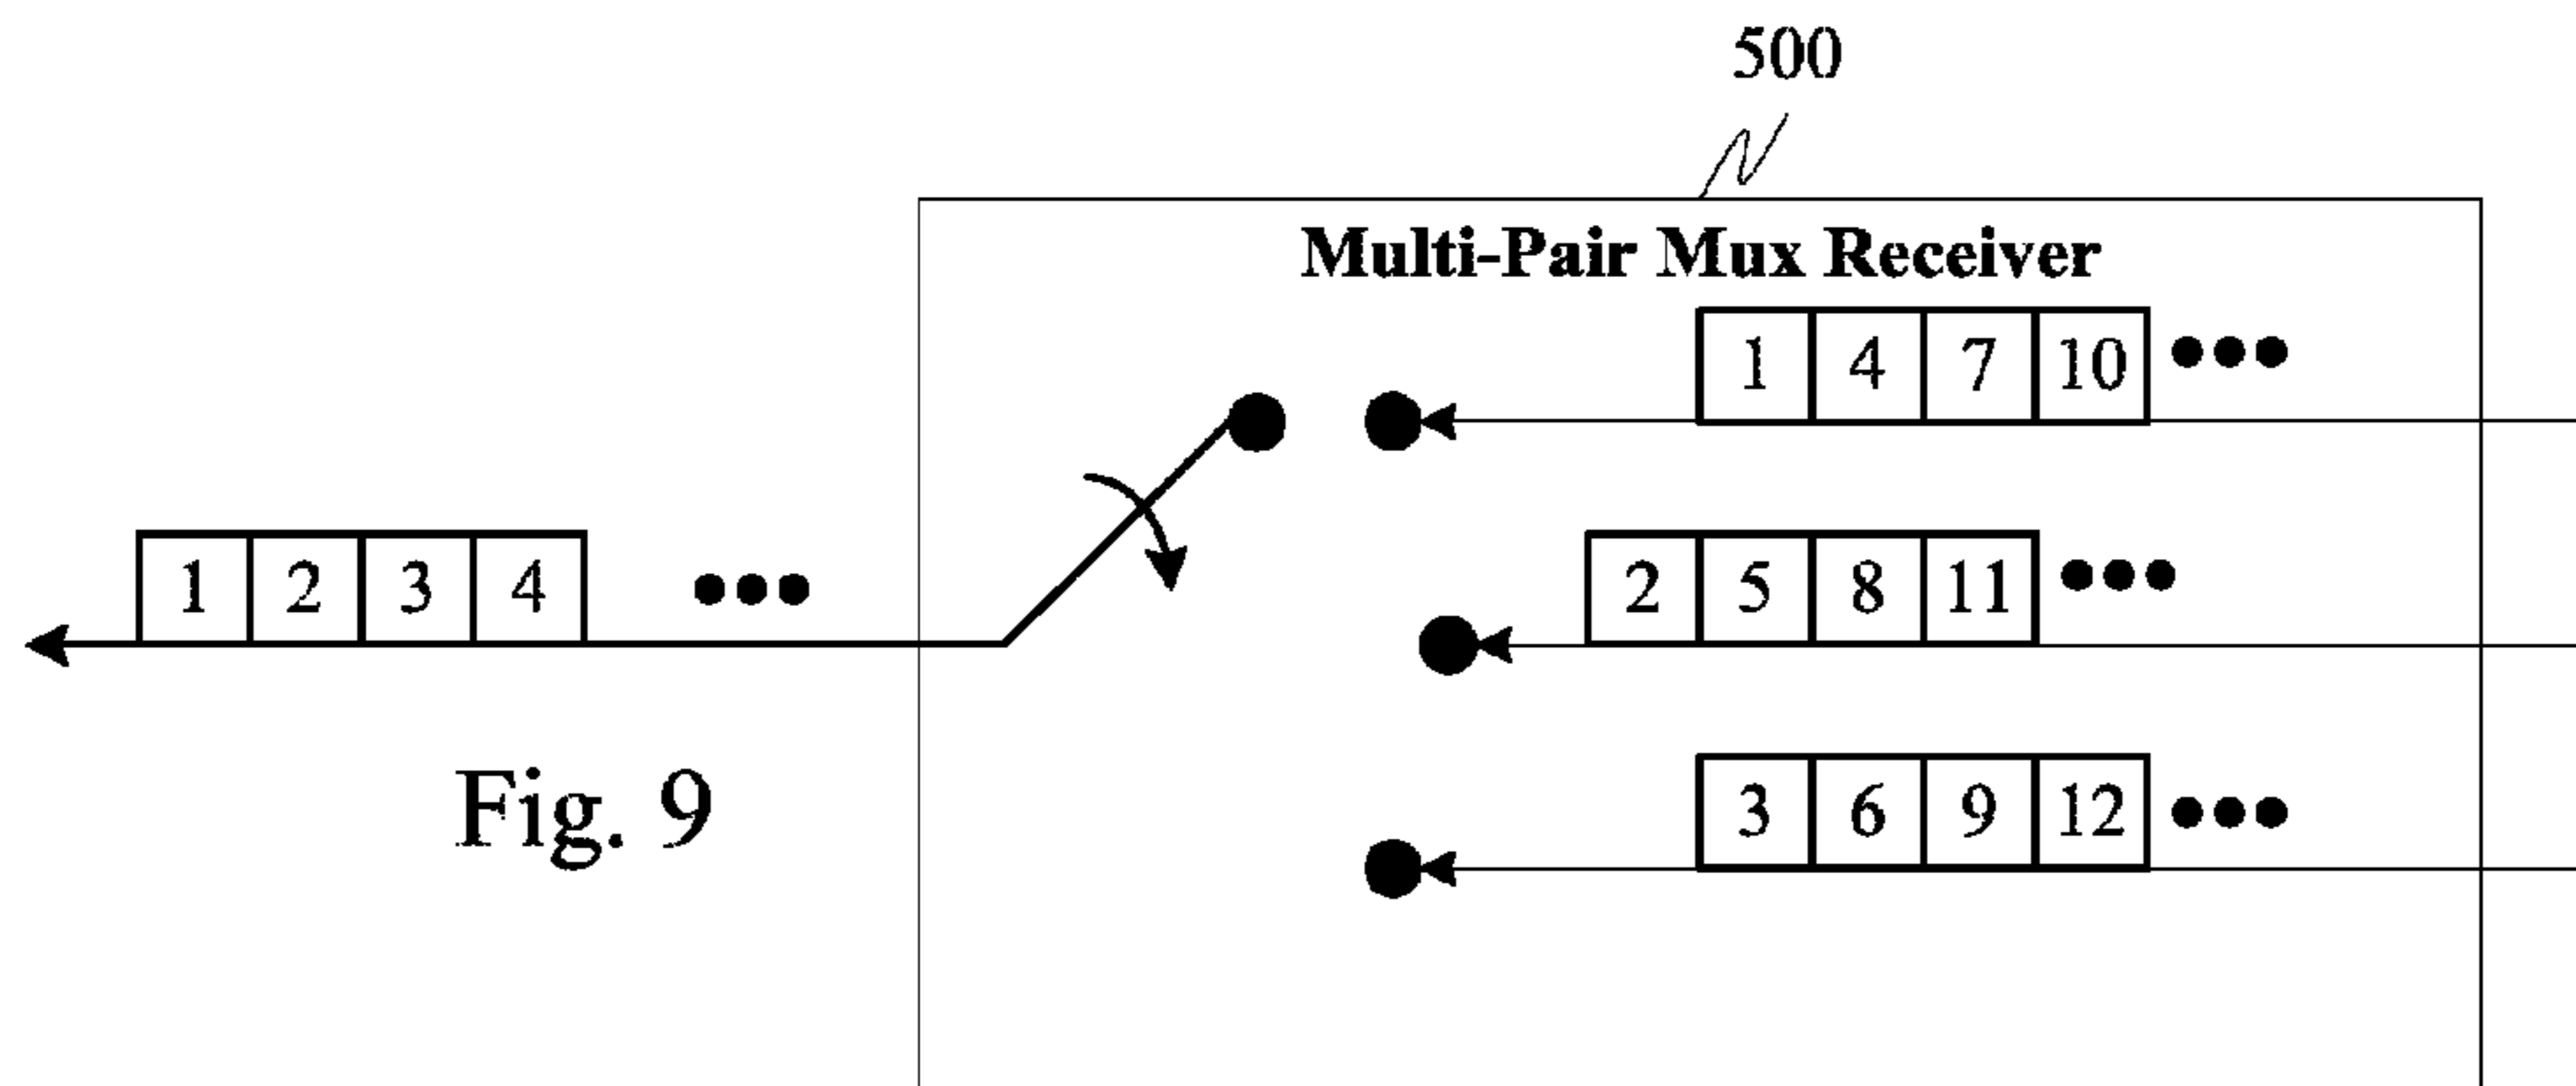 500
Multi-Pair Mux Receiver
1 4 7 10 •••
1 2 3 4 •••
2 5 8 11 •••
Fig. 9
3 6 9 12 •••